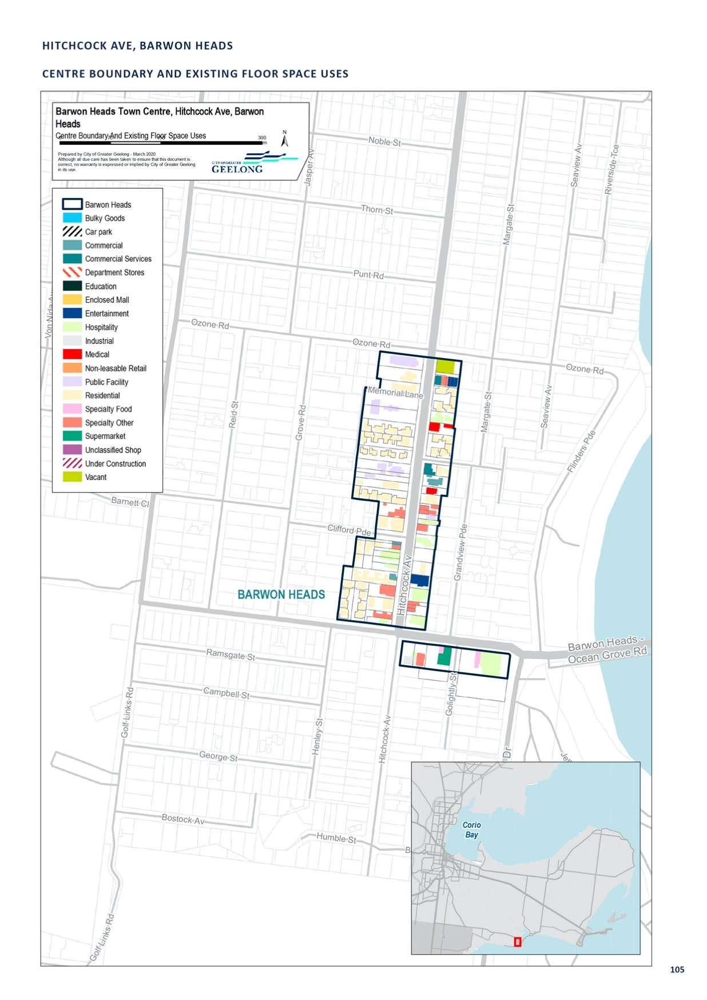 HITCHCOCK AVE, BARWON HEADS
CENTRE BOUNDARY AND EXISTING FLOOR SPACE USES
Barwon Heads Town Centre, Hitchcock Ave, Barwon
Heads
Centre Boundary And Existing Floor Space Uses
300
m
N
Prepared by City of Greater Geelong - March 2020
Although all due care has been taken to ensure that this document is
correct, no warranty is expressed or implied by City of Greater Geelong
in its use.
CITY OF GREATER
GEELONG
Barwon Heads
Bulky Goods
Car park
Commercial
Commercial Services
Department Stores
Education
Enclosed Mall
Entertainment
Hospitality
Industrial
Medical
Non-leasable Retail
Public Facility
Residential
Specialty Food
Specialty Other
Supermarket
Unclassified Shop
Under Construction
Vacant
Noble St
Jasper Av
Seaview Av
Riverside Tce
Thorn St
Margate St
Punt Rd
Von Nida Av
Ozone Rd
Ozone Rd
Ozone Rd
Memorial Lane
Reid St
Grove Rd
Margate St
Seaview Av
Flinders Pde
Barnett Cl
Clifford Pde
Grandview Pde
Hitchcock Av
BARWON HEADS
Barwon Heads -
Ocean Grove Rd
Ramsgate St
Campbell St
Golightly St
Golf Links Rd
Henley St
Hitchcock Av
George St
Dr
Bostock Av
Humble St
B
Corio
Bay
Golf Links Rd
105